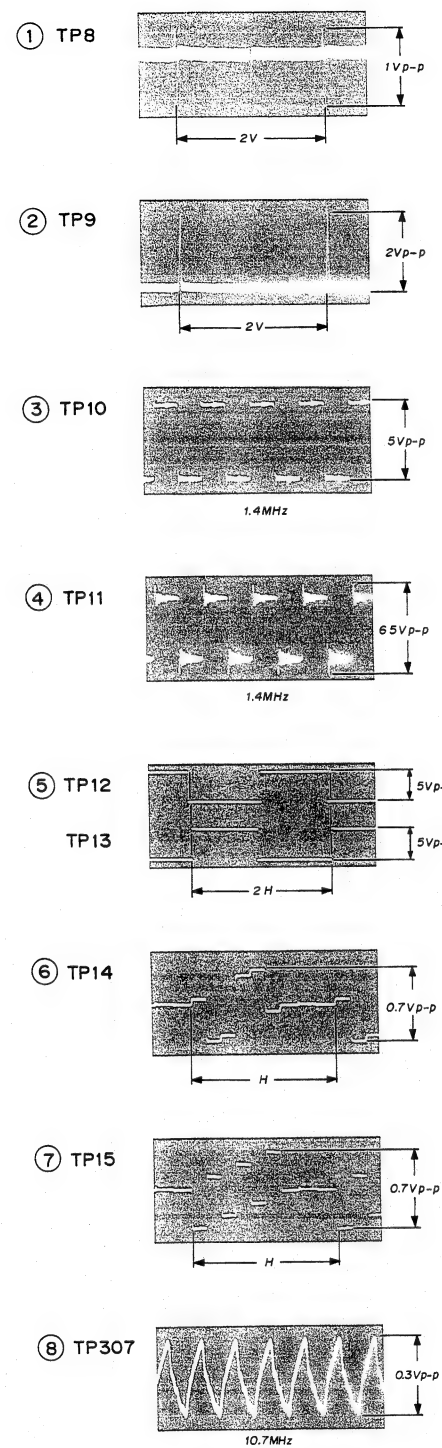 ① TP8
1Vp-p
2V
② TP9
2Vp-p
2V
③ TP10
5Vp-p
1.4MHz
④ TP11
6.5Vp-p
1.4MHz
⑤ TP12
5Vp-
TP13
5Vp-
2H
⑥ TP14
0.7Vp-p
H
⑦ TP15
0.7Vp-p
H
⑧ TP307
0.3Vp-p
10.7MHz